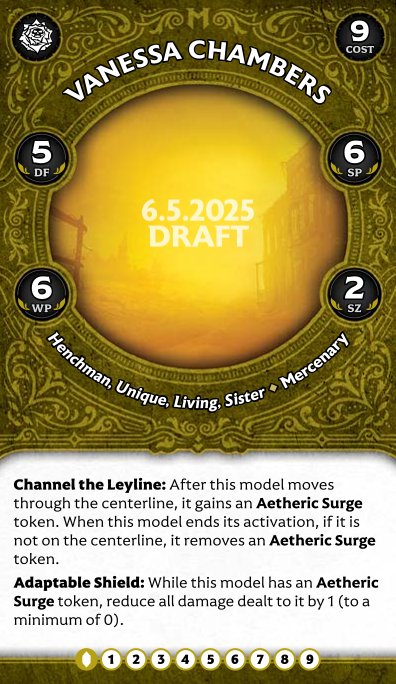 9
COST
VANESSA CHAMBERS
5
DF
6
SP
6.5.2025
DRAFT
6
WP
2
SZ
Henchman, Unique, Living, Sister ⬥ Mercenary
Channel the Leyline: After this model moves
through the centerline, it gains an Aetheric Surge
token. When this model ends its activation, if it is
not on the centerline, it removes an Aetheric Surge
token.
Adaptable Shield: While this model has an Aetheric
Surge token, reduce all damage dealt to it by 1 (to a
minimum of 0).
1 2 3 4 5 6 7 8 9